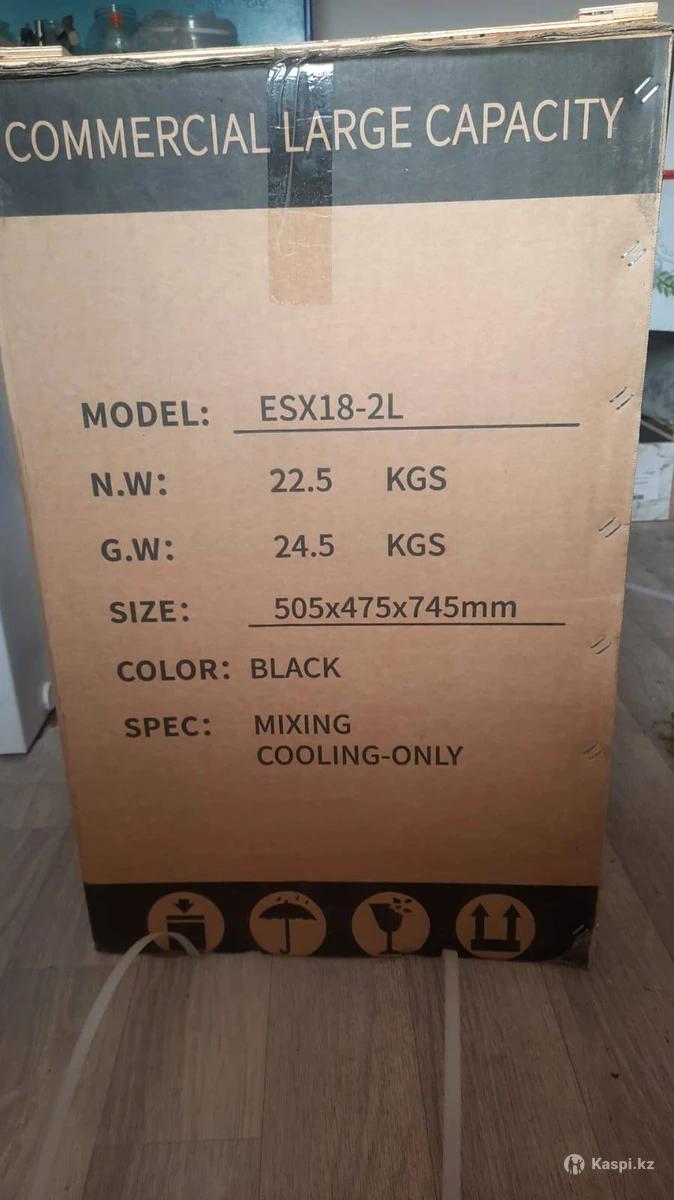 COMMERCIAL LARGE CAPACITY
MODEL: ESX18-2L
N.W: 22.5 KGS
G.W: 24.5 KGS
SIZE: 505x475x745mm
COLOR: BLACK
SPEC: MIXING
COOLING-ONLY
Kaspi.kz